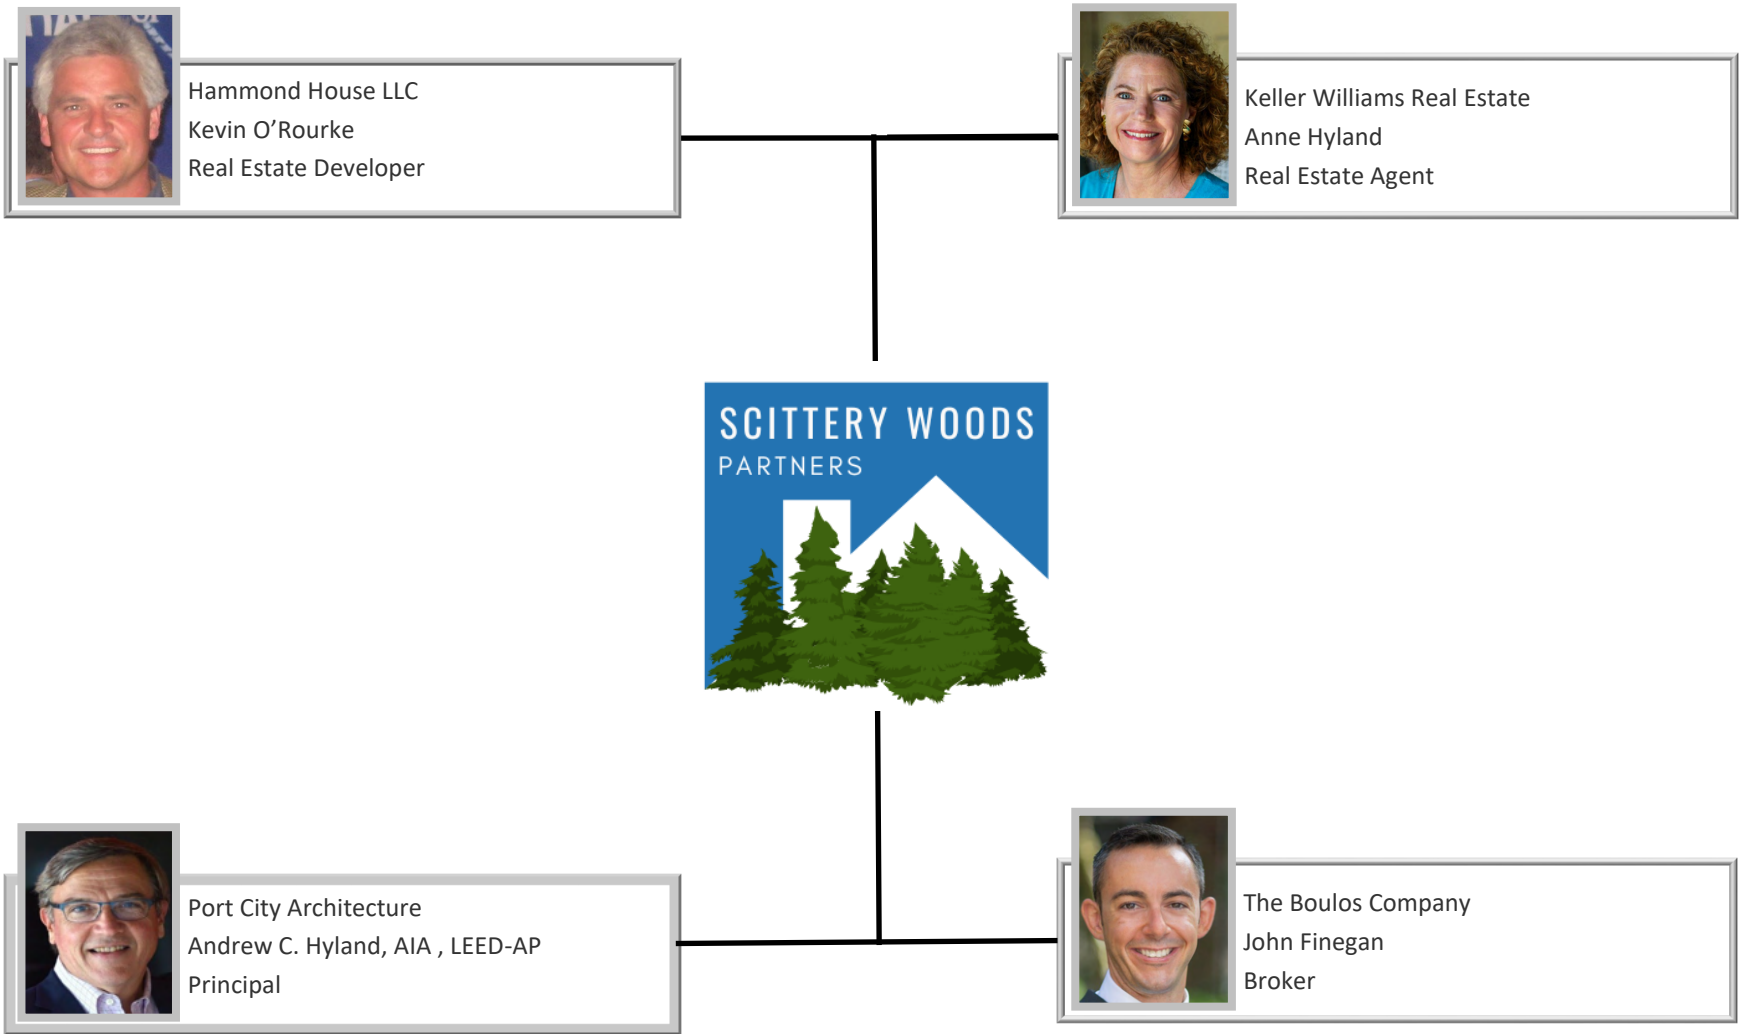 Hammond House LLC
Kevin O’Rourke
Real Estate Developer
Keller Williams Real Estate
Anne Hyland
Real Estate Agent
SCITTERY WOODS
PARTNERS
Port City Architecture
Andrew C. Hyland, AIA , LEED-AP
Principal
The Boulos Company
John Finegan
Broker